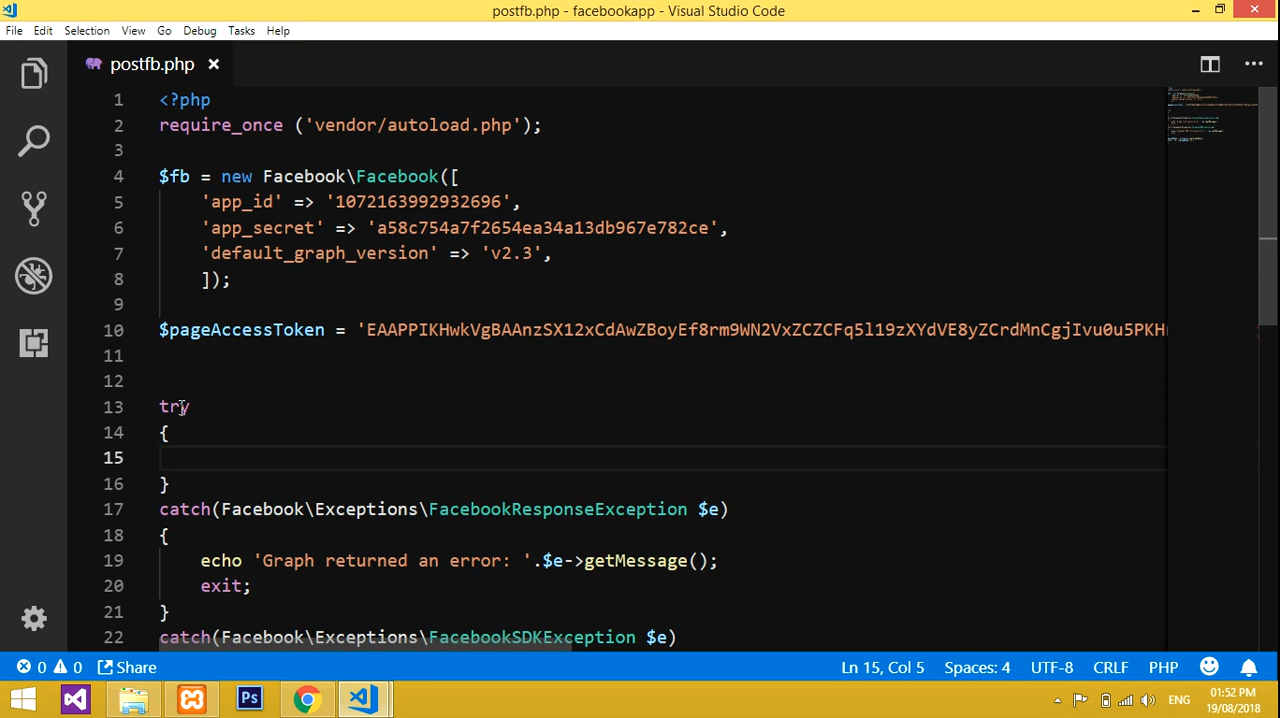 postfb.php - facebookapp - Visual Studio Code
File Edit Selection View Go Debug Tasks Help
postfb.php
1 <?php
2 require_once ('vendor/autoload.php');
3
4 $fb = new Facebook\Facebook([
5 'app_id' => '1072163992932696',
6 'app_secret' => 'a58c754a7f2654ea34a13db967e782ce',
7 'default_graph_version' => 'v2.3',
8 ]);
9
10 $pageAccessToken = 'EAAPPIKHwkVgBAAnzSX12xCdAwZBoyEf8rm9WN2VxZCZCFq5l19zXYdVE8yZCrdMnCgjIvu0u5PKH
11
12
13 try
14 {
15
16 }
17 catch(Facebook\Exceptions\FacebookResponseException $e)
18 {
19 echo 'Graph returned an error: '.$e->getMessage();
20 exit;
21 }
22 catch(Facebook\Exceptions\FacebookSDKException $e)
0 0 Share Ln 15, Col 5 Spaces: 4 UTF-8 CRLF PHP
Ps ENG 01:52 PM
19/08/2018